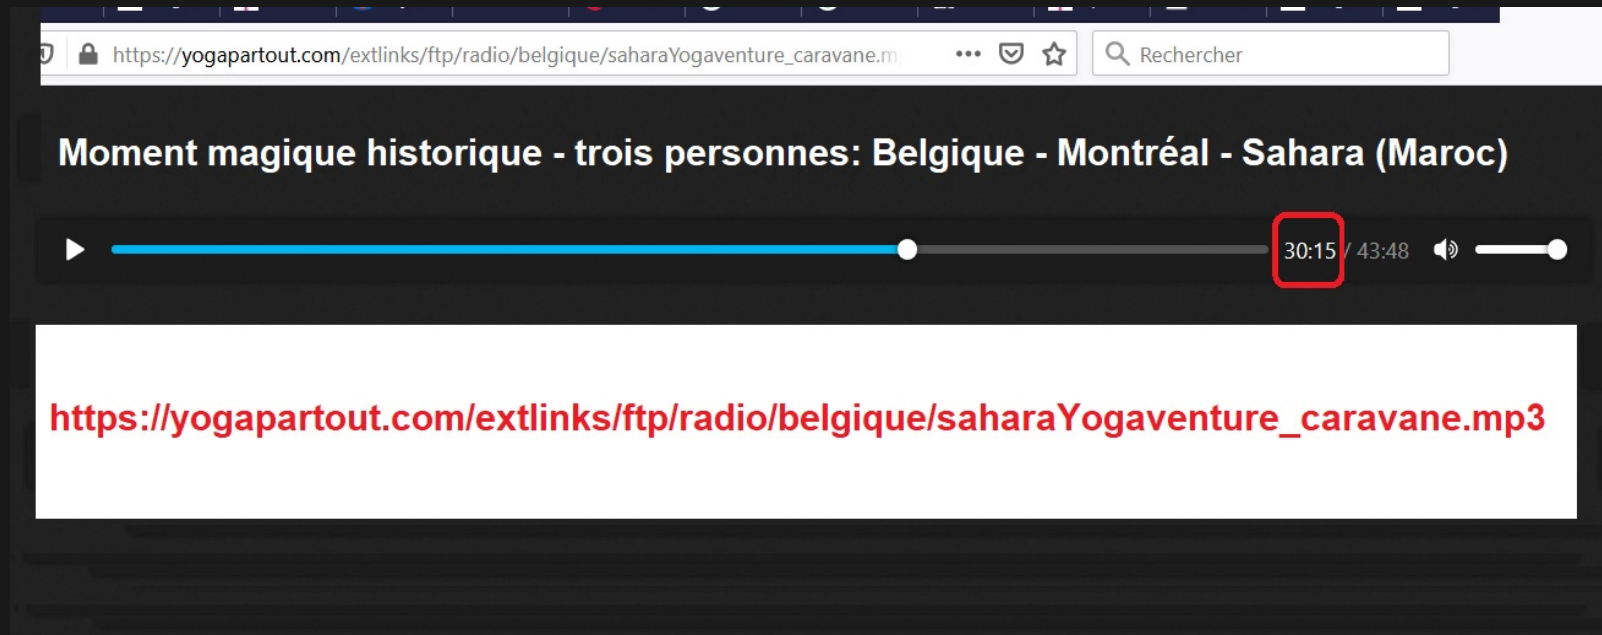 https://yogapartout.com/extlinks/ftp/radio/belgique/saharaYogaventure_caravane.m
Rechercher
Moment magique historique - trois personnes: Belgique - Montréal - Sahara (Maroc)
30:15 / 43:48
https://yogapartout.com/extlinks/ftp/radio/belgique/saharaYogaventure_caravane.mp3